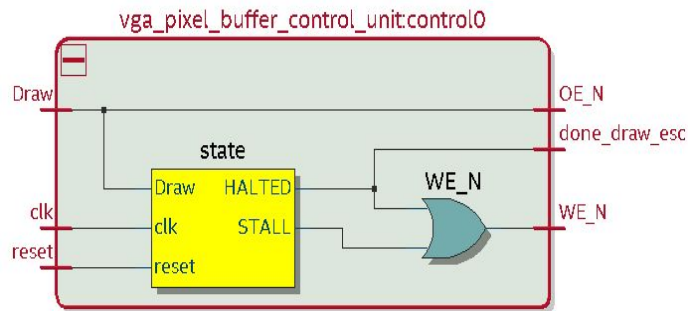 vga_pixel_buffer_control_unit:control0
Draw
OE_N
done_draw_esc
state
Draw HALTED
WE_N
clk
clk STALL
WE_N
reset
reset